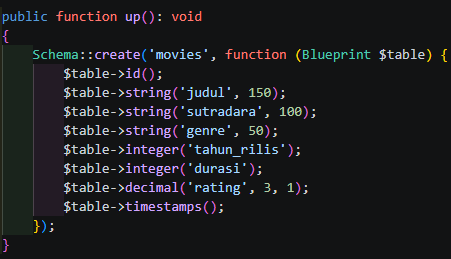 public function up(): void
{
    Schema::create('movies', function (Blueprint $table) {
        $table->id();
        $table->string('judul', 150);
        $table->string('sutradara', 100);
        $table->string('genre', 50);
        $table->integer('tahun_rilis');
        $table->integer('durasi');
        $table->decimal('rating', 3, 1);
        $table->timestamps();
    });
}